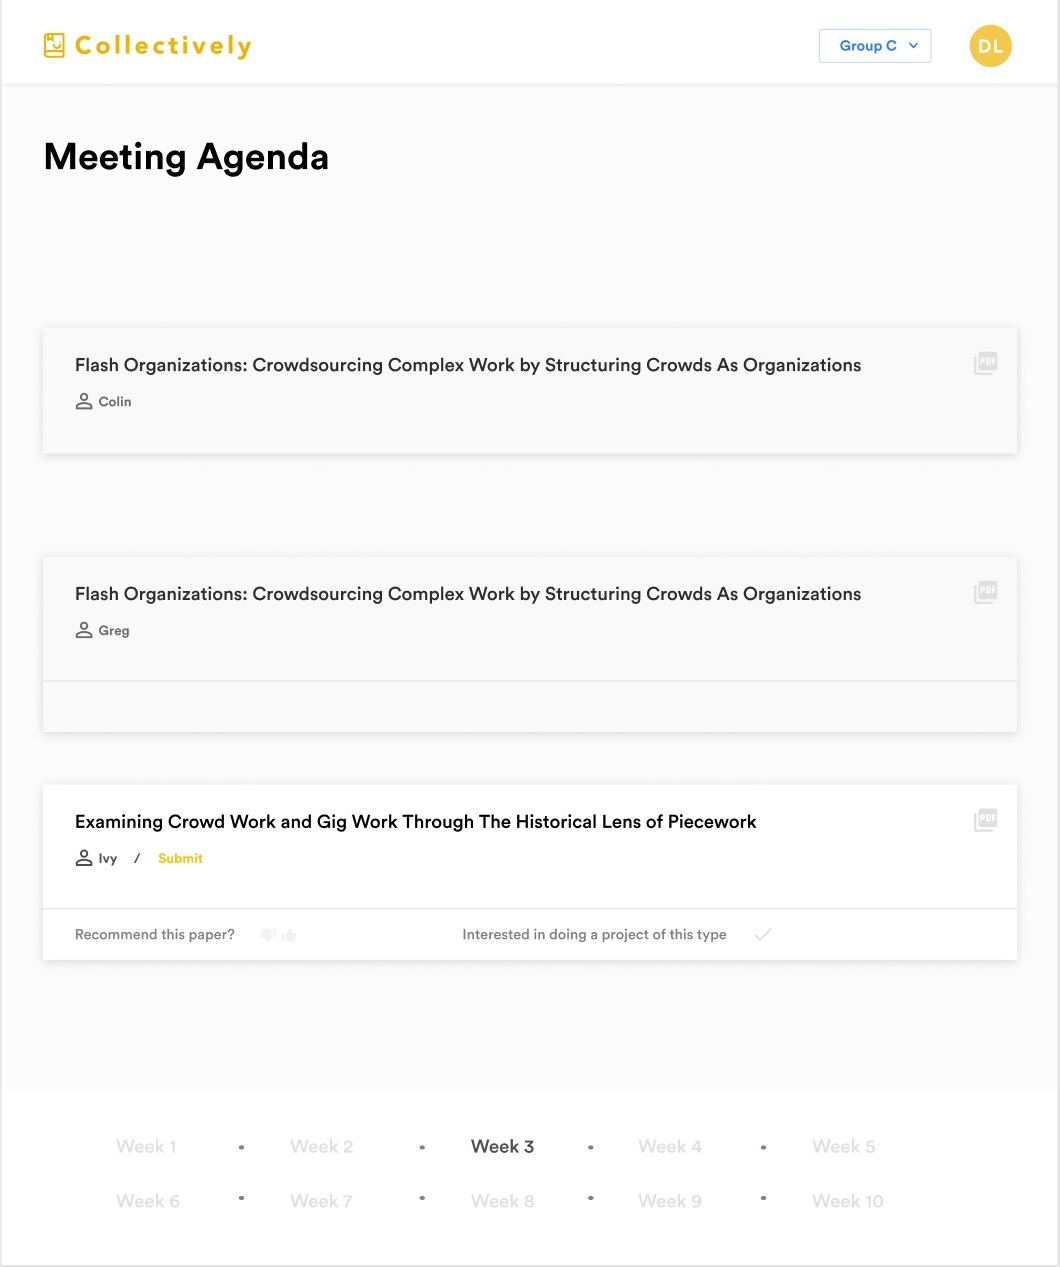 Collectively
Group C
DL
Meeting Agenda
Flash Organizations: Crowdsourcing Complex Work by Structuring Crowds As Organizations
PDF
Colin
Flash Organizations: Crowdsourcing Complex Work by Structuring Crowds As Organizations
PDF
Greg
Examining Crowd Work and Gig Work Through The Historical Lens of Piecework
PDF
Ivy / Submit
Recommend this paper? Interested in doing a project of this type
Week 1 • Week 2 • Week 3 • Week 4 • Week 5
Week 6 • Week 7 • Week 8 • Week 9 • Week 10